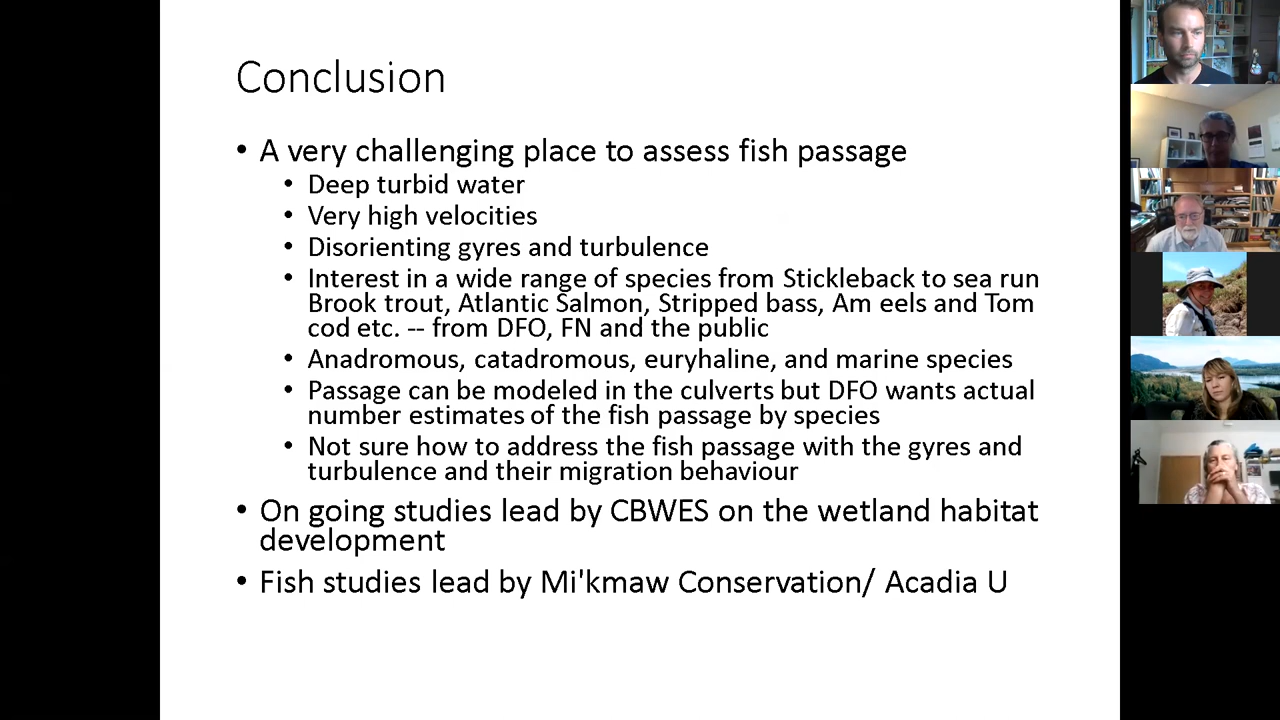 Conclusion
• A very challenging place to assess fish passage
• Deep turbid water
• Very high velocities
• Disorienting gyres and turbulence
• Interest in a wide range of species from Stickleback to sea run
Brook trout, Atlantic Salmon, Stripped bass, Am eels and Tom
cod etc. -- from DFO, FN and the public
• Anadromous, catadromous, euryhaline, and marine species
• Passage can be modeled in the culverts but DFO wants actual
number estimates of the fish passage by species
• Not sure how to address the fish passage with the gyres and
turbulence and their migration behaviour
• On going studies lead by CBWES on the wetland habitat
development
• Fish studies lead by Mi'kmaw Conservation/ Acadia U